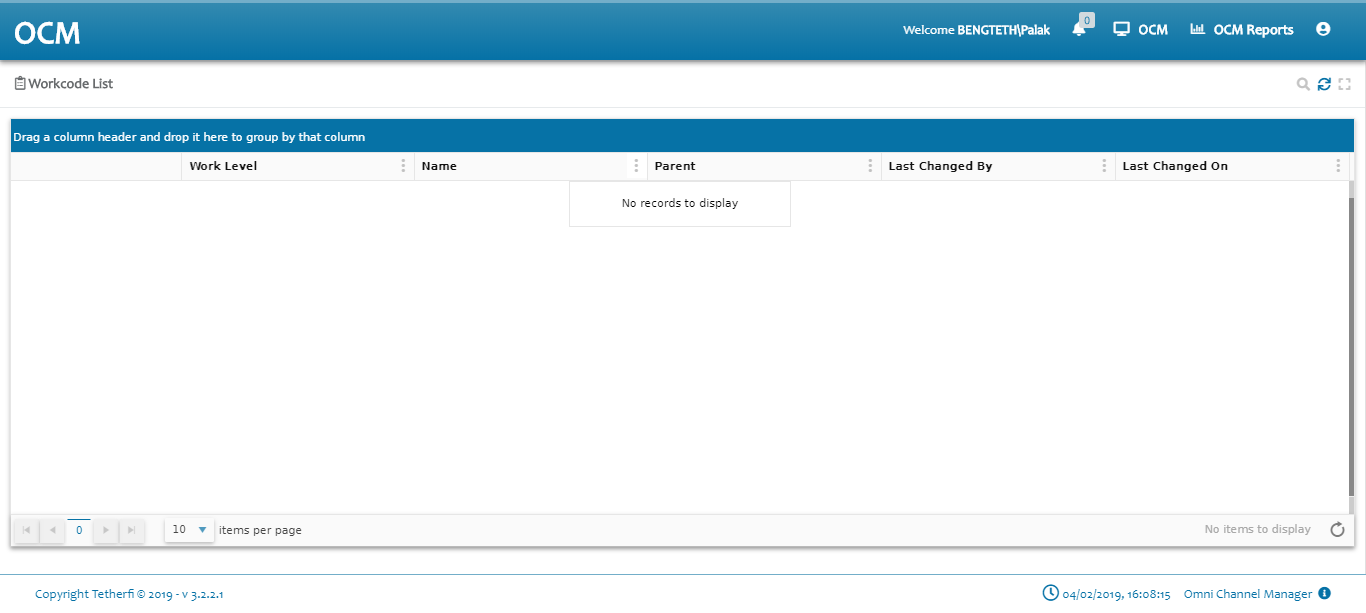 OCM
Welcome BENGTETH\Palak 0 OCM OCM Reports
Workcode List
Drag a column header and drop it here to group by that column
Work Level Name Parent Last Changed By Last Changed On
No records to display
0 10 items per page No items to display
Copyright Tetherfi © 2019 - v 3.2.2.1 04/02/2019, 16:08:15 Omni Channel Manager